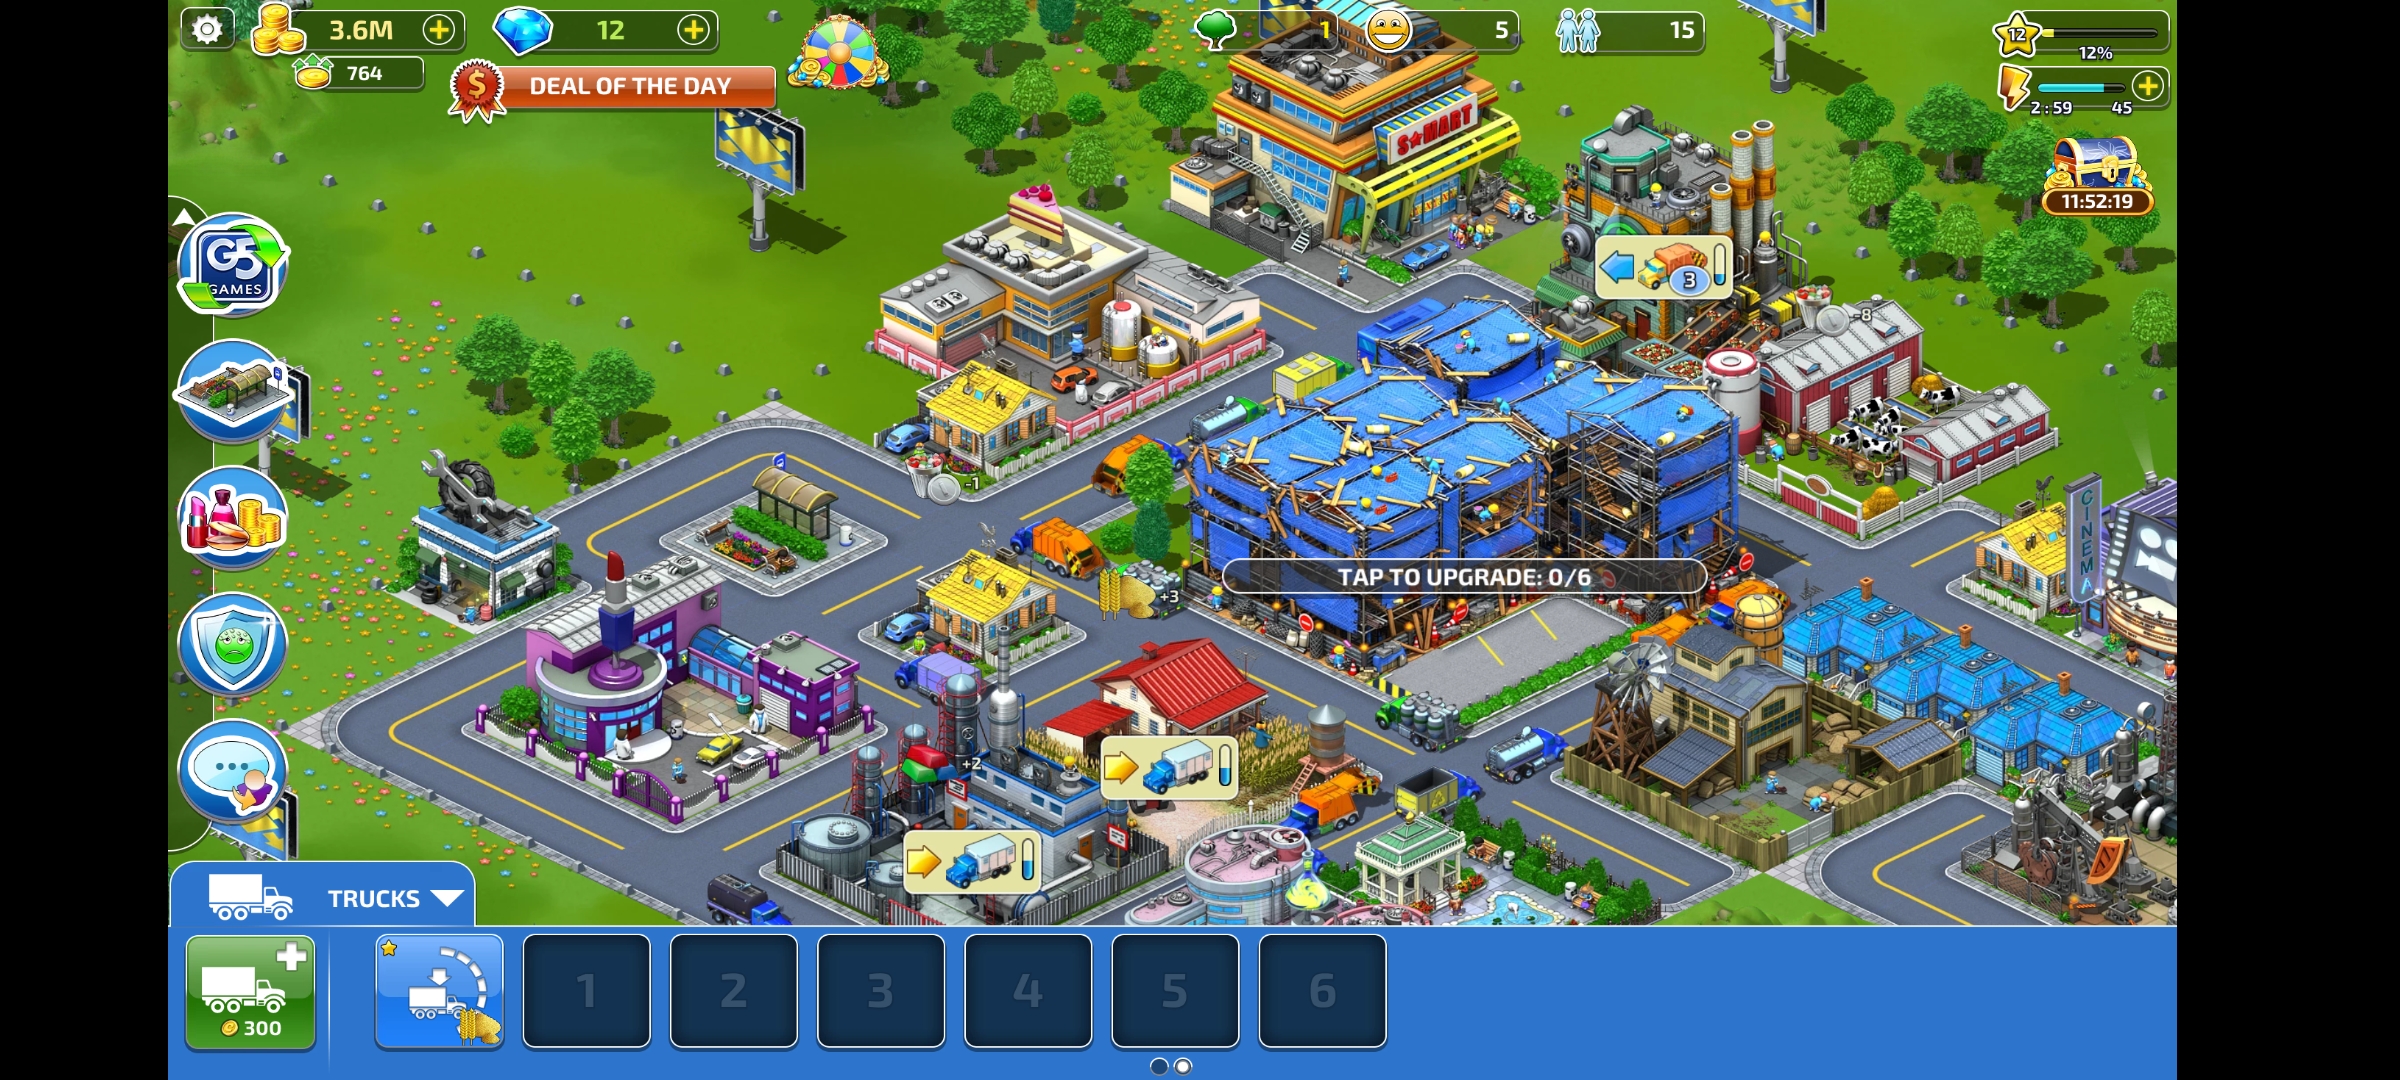 3.6M
12
1
5
15
12
12%
764
DEAL OF THE DAY
2:59
45
S★MART
11:52:19
G5
GAMES
3
-8
-1
CINEMA
+3
TAP TO UPGRADE: 0/6
+2
TRUCKS
300
1
2
3
4
5
6